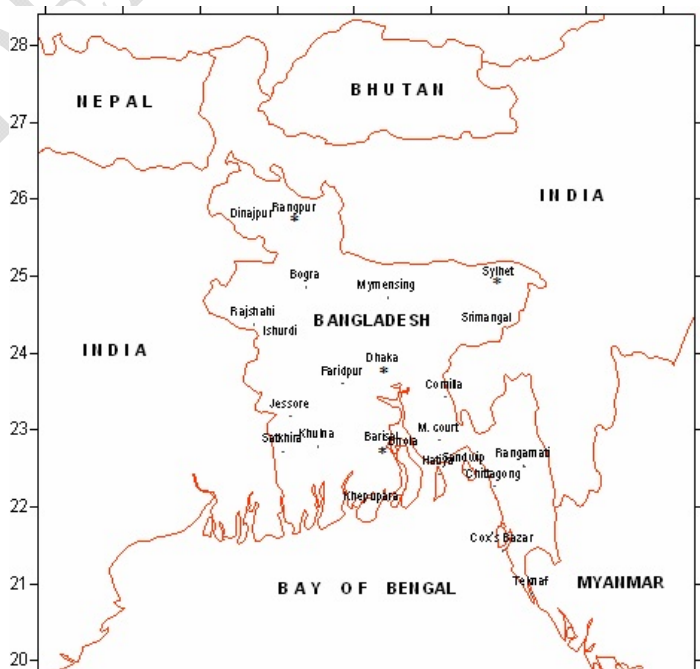 28
BHUTAN
NEPAL
27
26
INDIA
Rangpur
Dinajpur
*
25
Sylhet
Bogra
*
Mymensing
Rajshahi
BANGLADESH
Srimangal
Ishurdi
INDIA
24
Dhaka
Faridpur
*
Comilla
Jessore
23
M. court
Satkhira
Khulna
Barisal
Bhola
*
Rangamati
Hatiya
Sandwip
Chittagong
22
Khepupara
Cox's Bazar
21
Teknaf
MYANMAR
BAY OF BENGAL
20